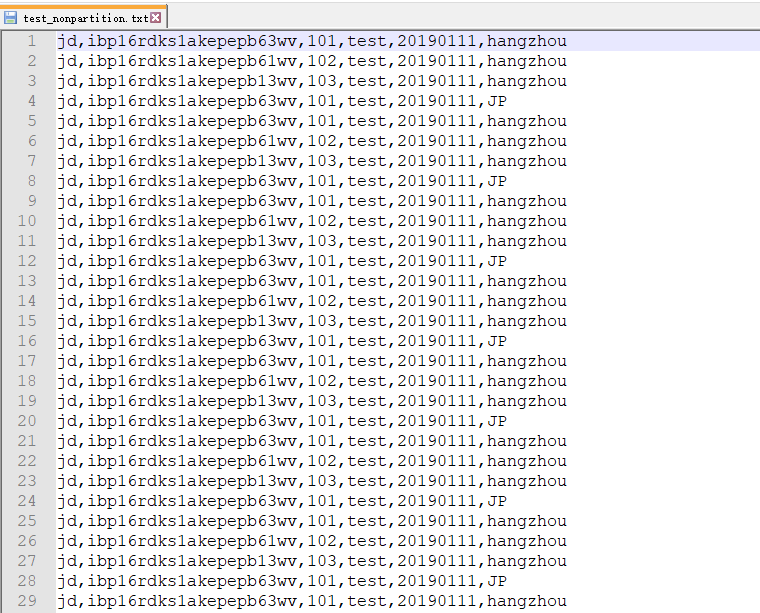 test_nonpartition.txt
1 jd,ibp16rdks1akepepb63wv,101,test,20190111,hangzhou
2 jd,ibp16rdks1akepepb61wv,102,test,20190111,hangzhou
3 jd,ibp16rdks1akepepb13wv,103,test,20190111,hangzhou
4 jd,ibp16rdks1akepepb63wv,101,test,20190111,JP
5 jd,ibp16rdks1akepepb63wv,101,test,20190111,hangzhou
6 jd,ibp16rdks1akepepb61wv,102,test,20190111,hangzhou
7 jd,ibp16rdks1akepepb13wv,103,test,20190111,hangzhou
8 jd,ibp16rdks1akepepb63wv,101,test,20190111,JP
9 jd,ibp16rdks1akepepb63wv,101,test,20190111,hangzhou
10 jd,ibp16rdks1akepepb61wv,102,test,20190111,hangzhou
11 jd,ibp16rdks1akepepb13wv,103,test,20190111,hangzhou
12 jd,ibp16rdks1akepepb63wv,101,test,20190111,JP
13 jd,ibp16rdks1akepepb63wv,101,test,20190111,hangzhou
14 jd,ibp16rdks1akepepb61wv,102,test,20190111,hangzhou
15 jd,ibp16rdks1akepepb13wv,103,test,20190111,hangzhou
16 jd,ibp16rdks1akepepb63wv,101,test,20190111,JP
17 jd,ibp16rdks1akepepb63wv,101,test,20190111,hangzhou
18 jd,ibp16rdks1akepepb61wv,102,test,20190111,hangzhou
19 jd,ibp16rdks1akepepb13wv,103,test,20190111,hangzhou
20 jd,ibp16rdks1akepepb63wv,101,test,20190111,JP
21 jd,ibp16rdks1akepepb63wv,101,test,20190111,hangzhou
22 jd,ibp16rdks1akepepb61wv,102,test,20190111,hangzhou
23 jd,ibp16rdks1akepepb13wv,103,test,20190111,hangzhou
24 jd,ibp16rdks1akepepb63wv,101,test,20190111,JP
25 jd,ibp16rdks1akepepb63wv,101,test,20190111,hangzhou
26 jd,ibp16rdks1akepepb61wv,102,test,20190111,hangzhou
27 jd,ibp16rdks1akepepb13wv,103,test,20190111,hangzhou
28 jd,ibp16rdks1akepepb63wv,101,test,20190111,JP
29 jd,ibp16rdks1akepepb63wv,101,test,20190111,hangzhou